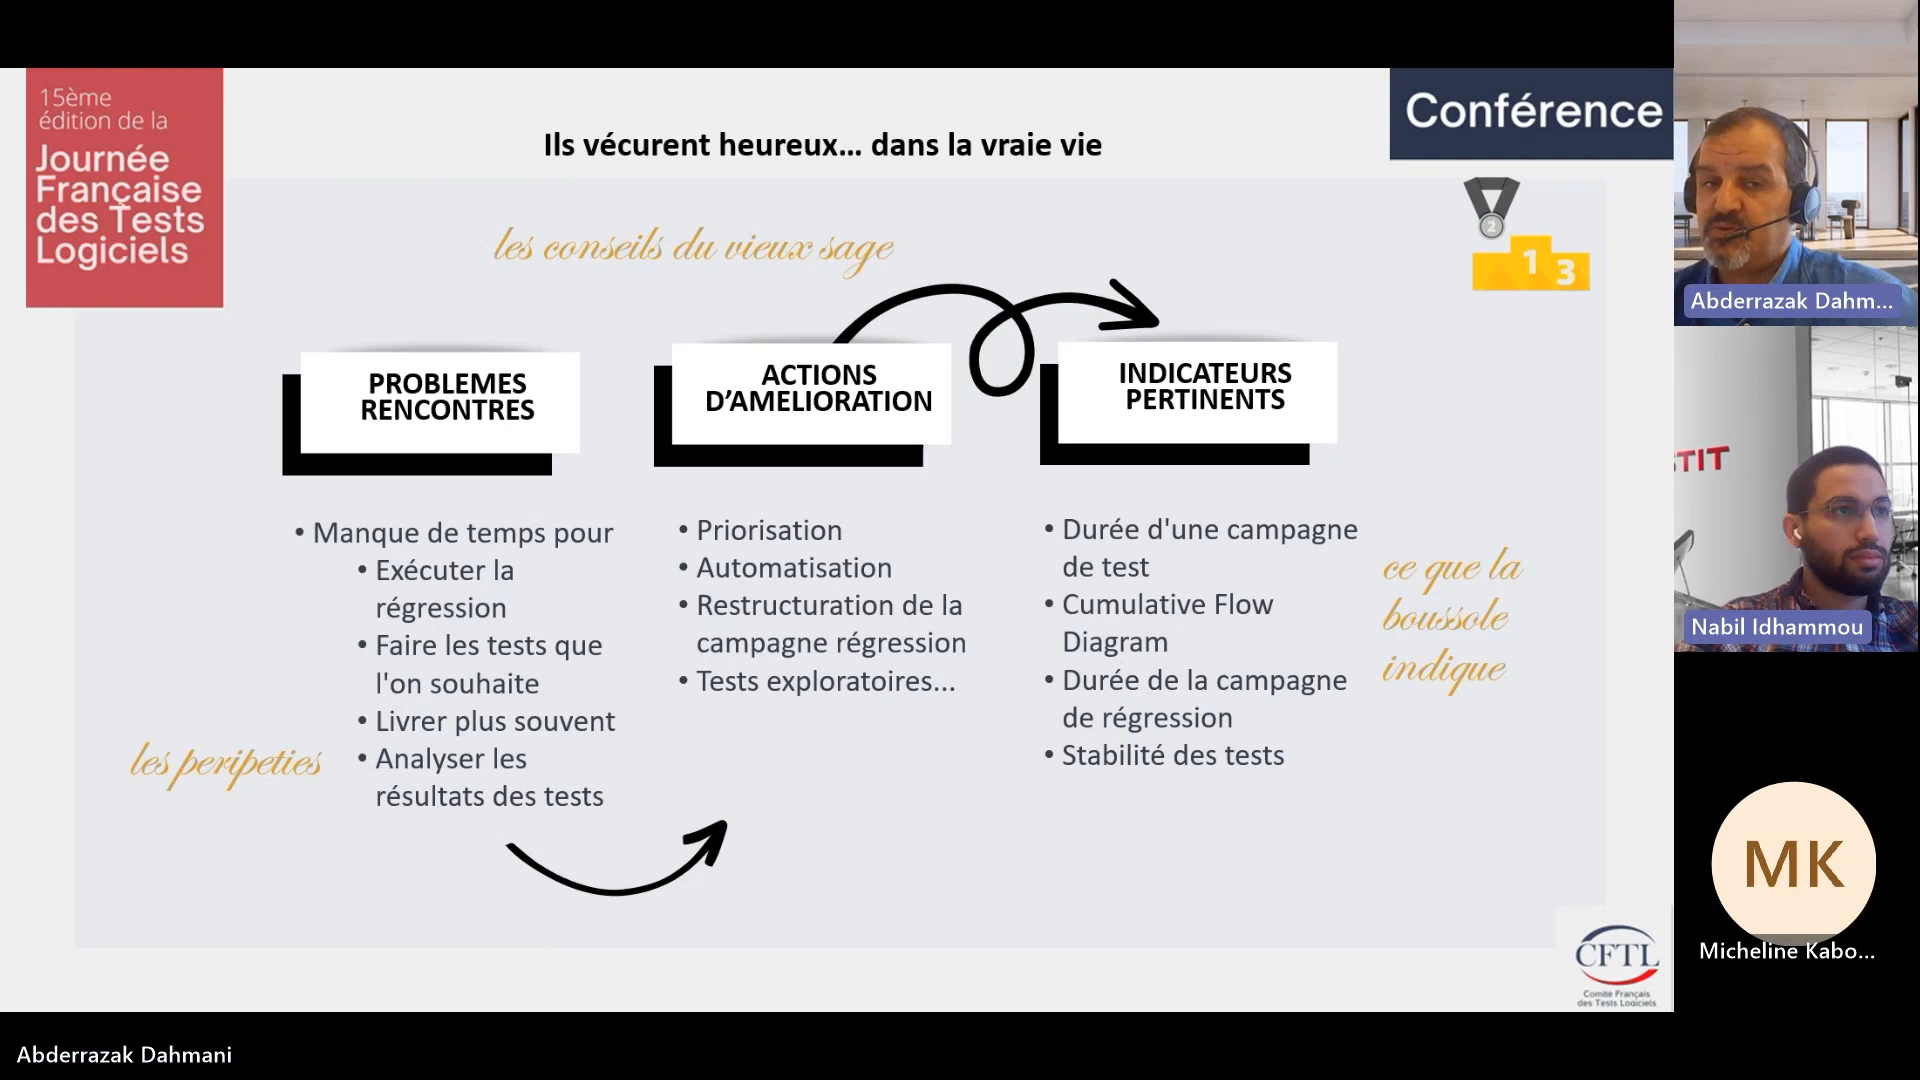 15ème
édition de la
Journée
Française
des Tests
Logiciels
Conférence
Ils vécurent heureux... dans la vraie vie
les conseils du vieux sage
2
1
3
PROBLEMES
RENCONTRES
ACTIONS
D’AMELIORATION
INDICATEURS
PERTINENTS
• Manque de temps pour
• Exécuter la
régression
• Faire les tests que
l'on souhaite
• Livrer plus souvent
• Analyser les
résultats des tests
les peripeties
• Priorisation
• Automatisation
• Restructuration de la
campagne régression
• Tests exploratoires...
• Durée d'une campagne
de test
• Cumulative Flow
Diagram
• Durée de la campagne
de régression
• Stabilité des tests
ce que la
boussole
indique
CFTL
Comité Français
des Tests Logiciels
Abderrazak Dahm...
TIT
Nabil Idhammou
MK
Micheline Kabo...
Abderrazak Dahmani